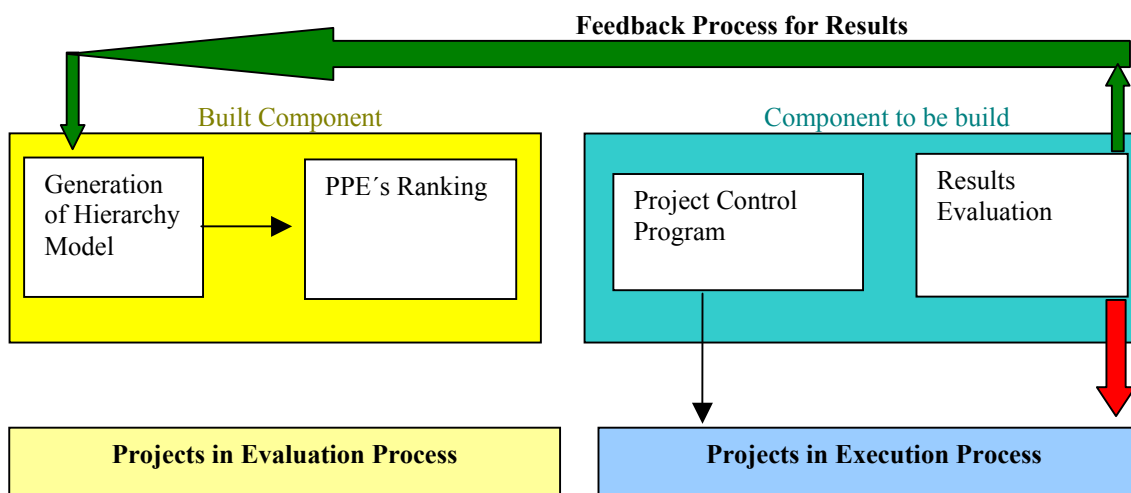 Feedback Process for Results
Built Component
Component to be build
Generation
of Hierarchy
Model
PPE´s Ranking
Project Control
Program
Results
Evaluation
Projects in Evaluation Process
Projects in Execution Process